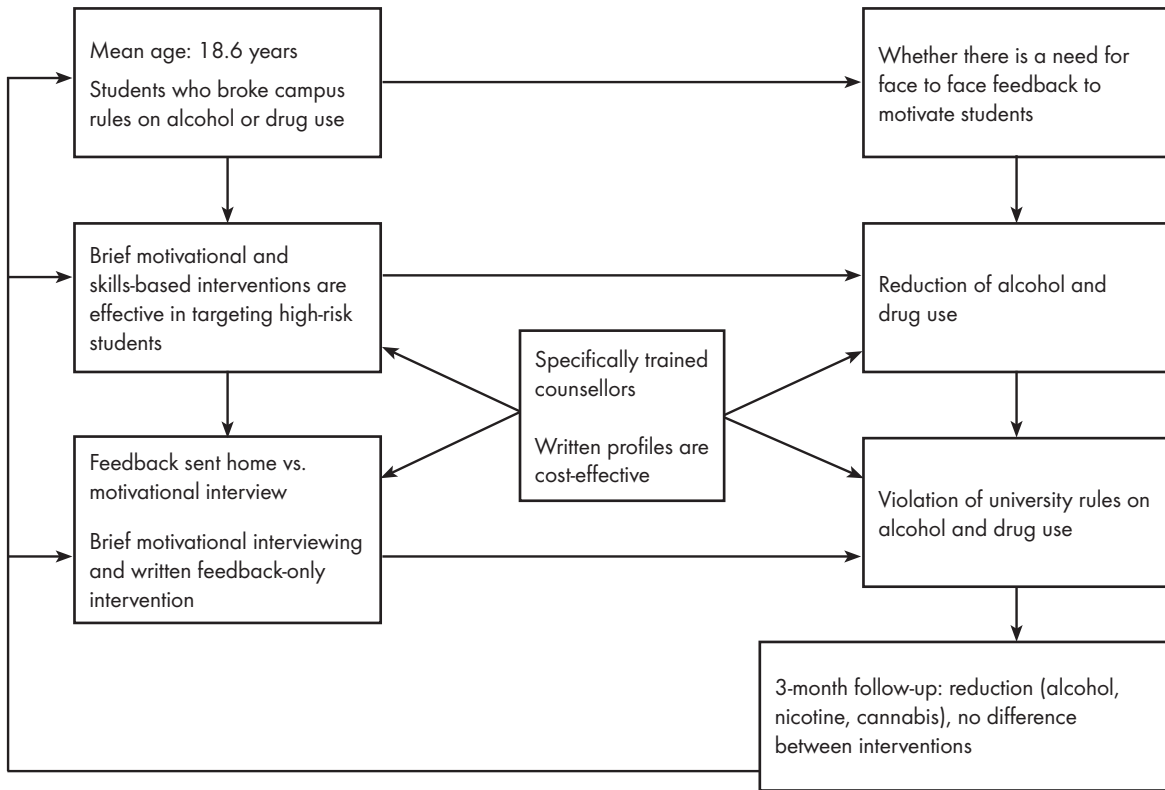 Mean age: 18.6 years
Students who broke campus
rules on alcohol or drug use
Whether there is a need for
face to face feedback to
motivate students
Brief motivational and
skills-based interventions are
effective in targeting high-risk
students
Reduction of alcohol and
drug use
Specifically trained
counsellors
Written profiles are
cost-effective
Feedback sent home vs.
motivational interview
Brief motivational interviewing
and written feedback-only
intervention
Violation of university rules on
alcohol and drug use
3-month follow-up: reduction (alcohol,
nicotine, cannabis), no difference
between interventions